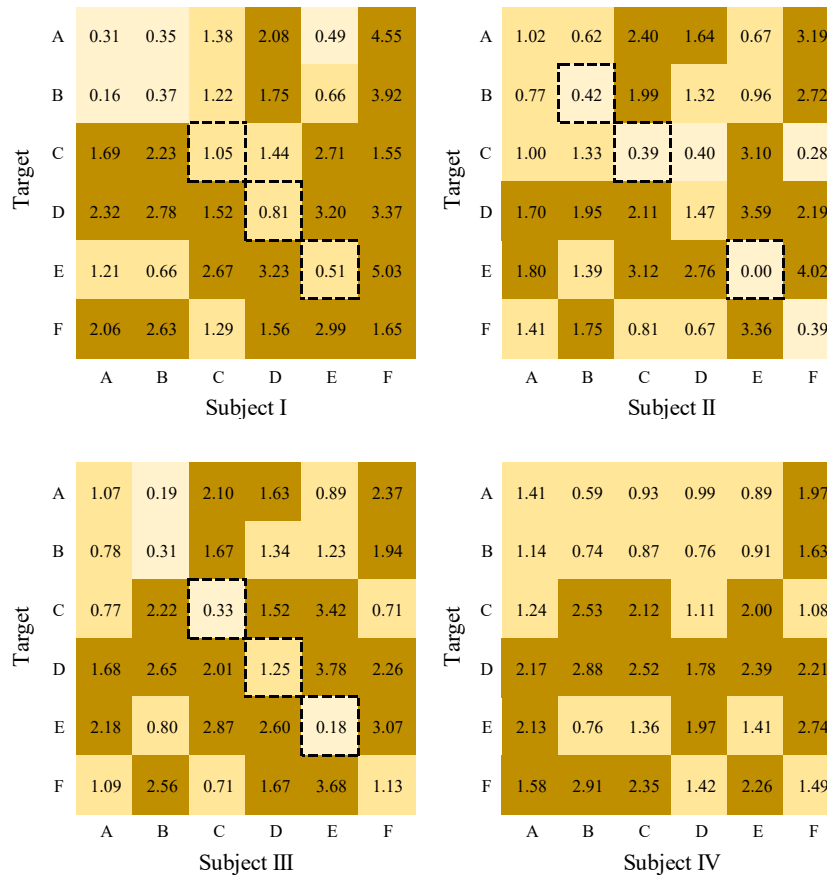 A 0.31 0.35 1.38 2.08 0.49 4.55
B 0.16 0.37 1.22 1.75 0.66 3.92
C 1.69 2.23 1.05 1.44 2.71 1.55
D 2.32 2.78 1.52 0.81 3.20 3.37
E 1.21 0.66 2.67 3.23 0.51 5.03
F 2.06 2.63 1.29 1.56 2.99 1.65
A B C D E F
Target
Subject I
A 1.02 0.62 2.40 1.64 0.67 3.19
B 0.77 0.42 1.99 1.32 0.96 2.72
C 1.00 1.33 0.39 0.40 3.10 0.28
D 1.70 1.95 2.11 1.47 3.59 2.19
E 1.80 1.39 3.12 2.76 0.00 4.02
F 1.41 1.75 0.81 0.67 3.36 0.39
A B C D E F
Target
Subject II
A 1.07 0.19 2.10 1.63 0.89 2.37
B 0.78 0.31 1.67 1.34 1.23 1.94
C 0.77 2.22 0.33 1.52 3.42 0.71
D 1.68 2.65 2.01 1.25 3.78 2.26
E 2.18 0.80 2.87 2.60 0.18 3.07
F 1.09 2.56 0.71 1.67 3.68 1.13
A B C D E F
Target
Subject III
A 1.41 0.59 0.93 0.99 0.89 1.97
B 1.14 0.74 0.87 0.76 0.91 1.63
C 1.24 2.53 2.12 1.11 2.00 1.08
D 2.17 2.88 2.52 1.78 2.39 2.21
E 2.13 0.76 1.36 1.97 1.41 2.74
F 1.58 2.91 2.35 1.42 2.26 1.49
A B C D E F
Target
Subject IV